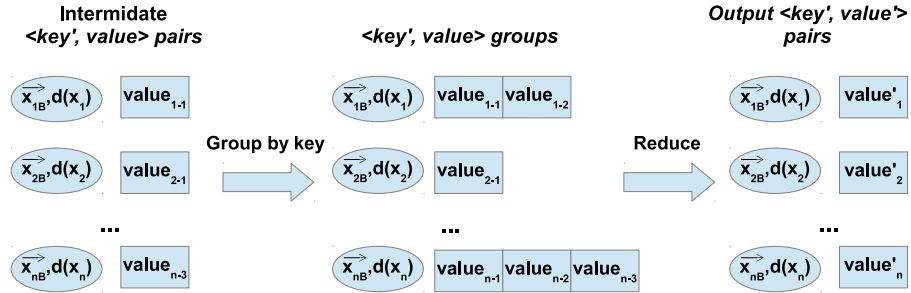 Intermidate
<key', value> pairs
<key', value> groups
Output <key', value'>
pairs
x1B,d(x1) value1-1
x1B,d(x1) value1-1 value1-2
x1B,d(x1) value'1
Group by key
Reduce
x2B,d(x2) value2-1
x2B,d(x2) value2-1
x2B,d(x2) value'2
...
...
...
xnB,d(xn) valuen-3
xnB,d(xn) valuen-1 valuen-2 valuen-3
xnB,d(xn) value'n